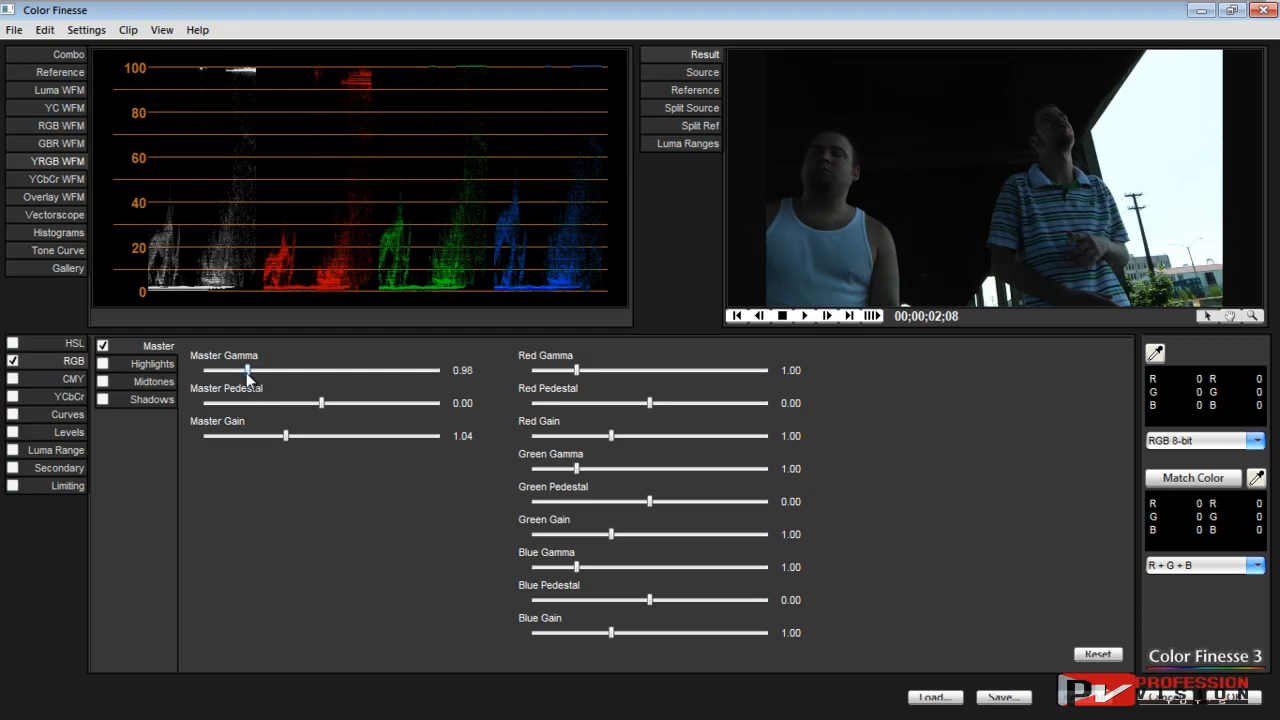 Color Finesse
File Edit Settings Clip View Help
Combo
Reference
Luma WFM
YC WFM
RGB WFM
GBR WFM
YRGB WFM
YCbCr WFM
Overlay WFM
Vectorscope
Histograms
Tone Curve
Gallery
100
80
60
40
20
0
Result
Source
Reference
Split Source
Split Ref
Luma Ranges
00;00;02;08
HSL
RGB
CMY
YCbCr
Curves
Levels
Luma Range
Secondary
Limiting
Master
Highlights
Midtones
Shadows
Master Gamma
0.98
Master Pedestal
0.00
Master Gain
1.04
Red Gamma
1.00
Red Pedestal
0.00
Red Gain
1.00
Green Gamma
1.00
Green Pedestal
0.00
Green Gain
1.00
Blue Gamma
1.00
Blue Pedestal
0.00
Blue Gain
1.00
Reset
R 0 R 0
G 0 G 0
B 0 B 0
RGB 8-bit
Match Color
R 0 R 0
G 0 G 0
B 0 B 0
R + G + B
Color Finesse 3
Load...
Save...
PV PROFESSION
VISION